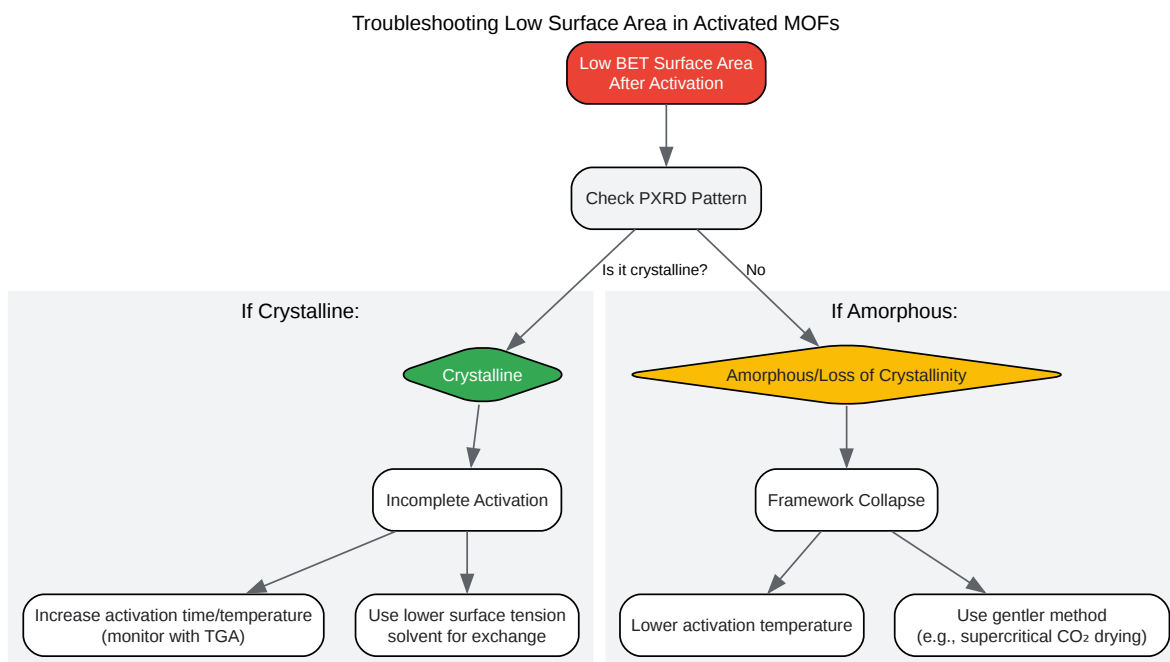 Troubleshooting Low Surface Area in Activated MOFs
Low BET Surface Area
After Activation
Check PXRD Pattern
Is it crystalline?
No
If Crystalline:
If Amorphous:
Crystalline
Amorphous/Loss of Crystallinity
Incomplete Activation
Framework Collapse
Increase activation time/temperature
(monitor with TGA)
Use lower surface tension
solvent for exchange
Lower activation temperature
Use gentler method
(e.g., supercritical CO₂ drying)